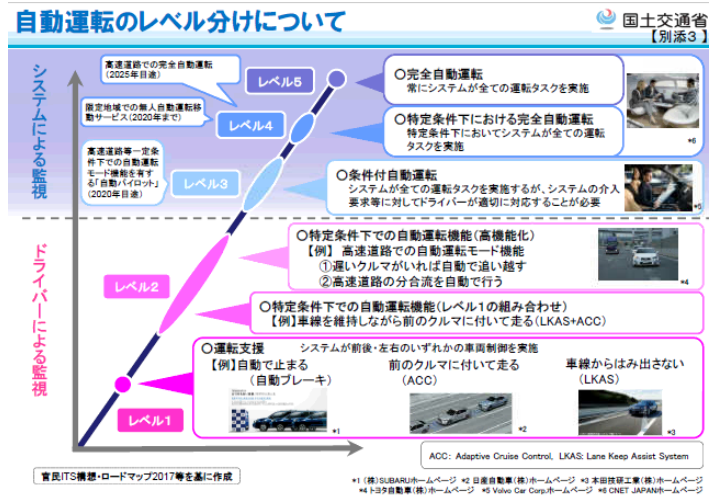 自動運転のレベル分けについて
国土交通省
【別添３】
システムによる監視
ドライバーによる監視
高速道路での完全自動運転
(2025年目途)
レベル5
○完全自動運転
常にシステムが全ての運転タスクを実施
限定地域での無人自動運転移
動サービス(2020年まで)
レベル4
○特定条件下における完全自動運転
特定条件下においてシステムが全ての運転
タスクを実施
*6
高速道路等一定条
件下での自動運転
モード機能を有す
る「自動パイロット」
(2020年目途)
レベル3
○条件付自動運転
システムが全ての運転タスクを実施するが、システムの介入
要求等に対してドライバーが適切に対応することが必要
*5
レベル2
○特定条件下での自動運転機能(高機能化)
【例】 高速道路での自動運転モード機能
①遅いクルマがいれば自動で追い越す
②高速道路の分合流を自動で行う
*4
○特定条件下での自動運転機能(レベル1の組み合わせ)
【例】車線を維持しながら前のクルマに付いて走る(LKAS+ACC)
レベル1
○運転支援 システムが前後・左右のいずれかの車両制御を実施
【例】自動で止まる
(自動ブレーキ)
*1
前のクルマに付いて走る
(ACC)
*2
車線からはみ出さない
(LKAS)
*3
ACC: Adaptive Cruise Control, LKAS: Lane Keep Assist System
官民ITS構想・ロードマップ2017等を基に作成
*1 (株)SUBARUホームページ *2 日産自動車(株)ホームページ *3 本田技研工業(株)ホームページ
*4 トヨタ自動車(株)ホームページ *5 Volvo Car Corp.ホームページ *6 CNET JAPANホームページ